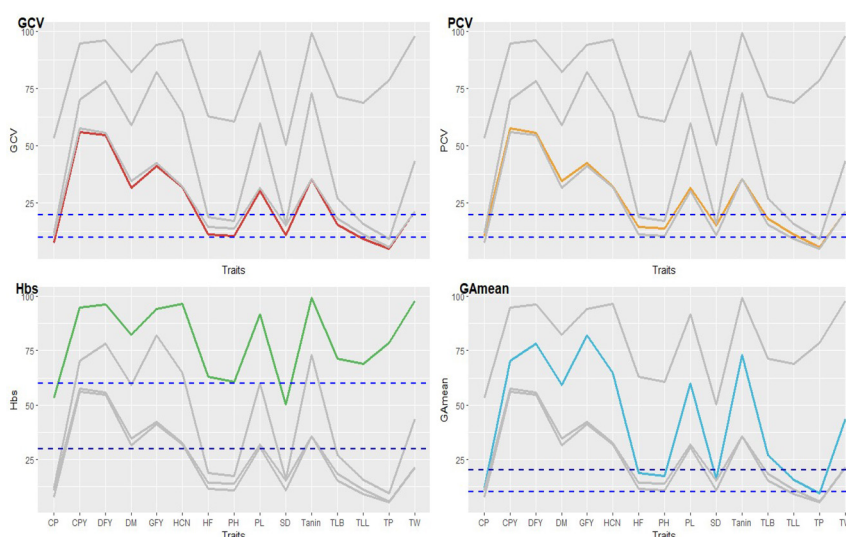 GCV
100
75
50
25
GCV
Traits
PCV
100
75
50
25
PCV
Traits
Hbs
100
75
50
25
Hbs
CP CPY DFY DM GFY HCN HF PH PL SD Tanin TLB TLL TP TW
Traits
GAmean
100
75
50
25
GAmean
CP CPY DFY DM GFY HCN HF PH PL SD Tanin TLB TLL TP TW
Traits